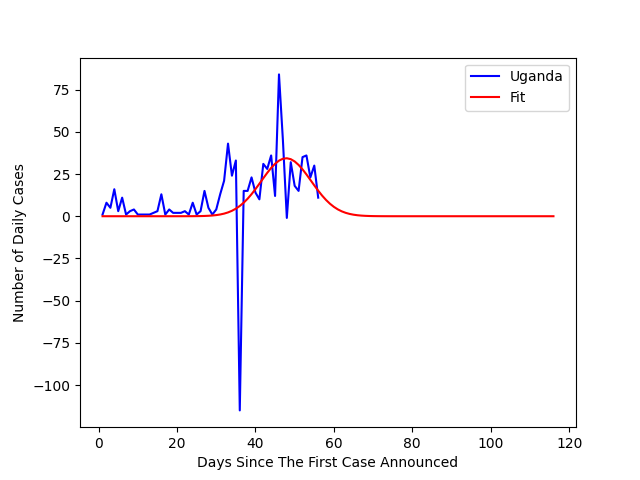 Uganda
Fit
75
50
25
0
−25
−50
−75
−100
Number of Daily Cases
0 20 40 60 80 100 120
Days Since The First Case Announced